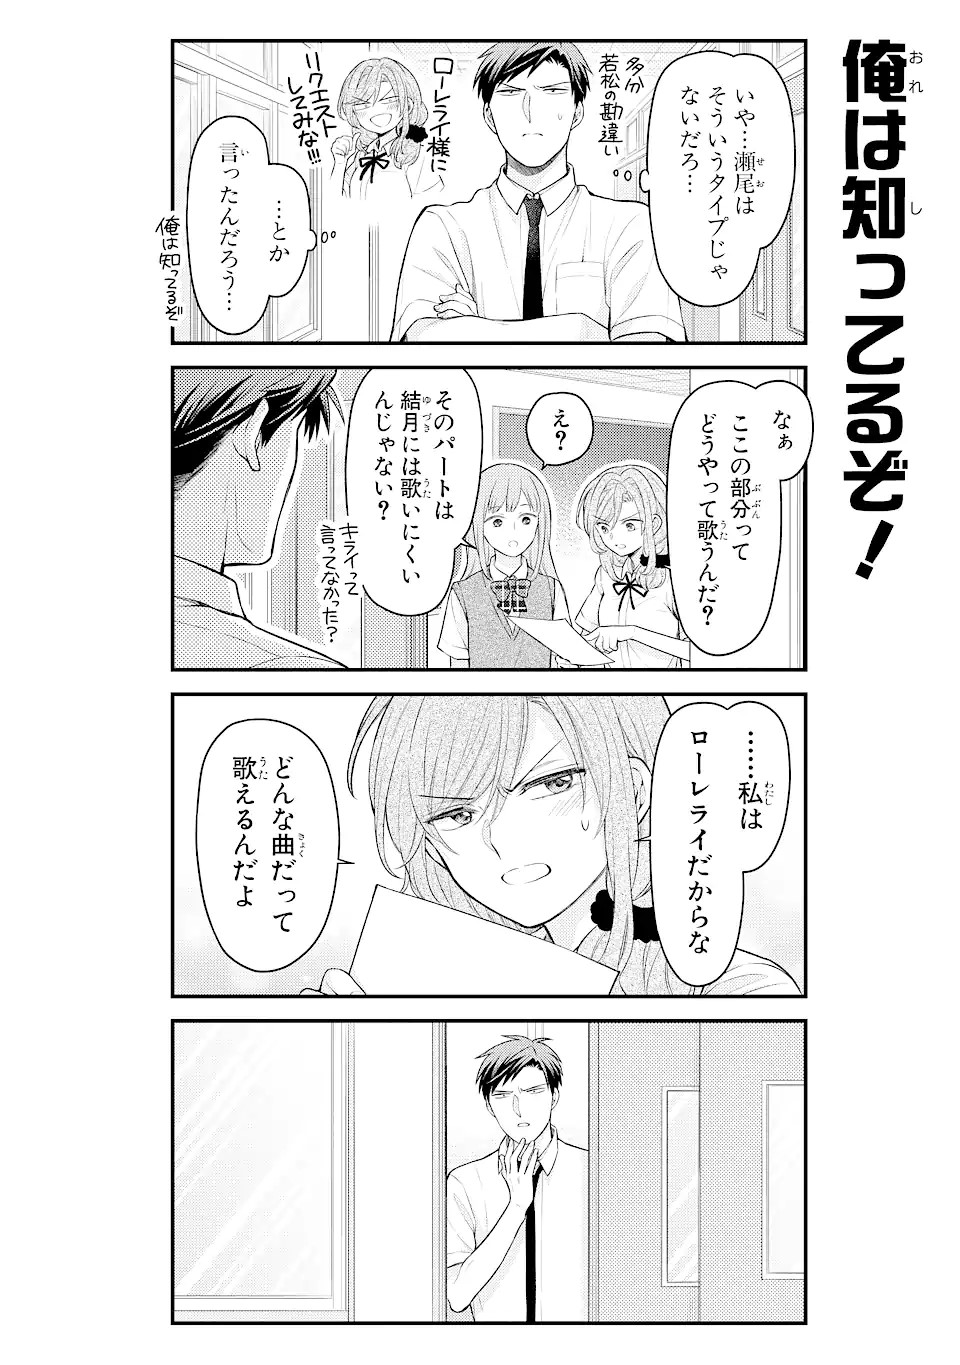 俺は知ってるぞ!
いや…瀬尾は
そういうタイプじゃ
ないだろ…
多分
若松の勘違い
ローレライ様に
リクエスト
してみな!!!
…とか
言ったんだろう…
俺は知ってるぞ
なぁ
ここの部分って
どうやって歌うんだ?
え?
そのパートは
結月には歌いにくい
んじゃない?
キライって
言ってなかった?
……私は
ローレライだからな
どんな曲だって
歌えるんだよ